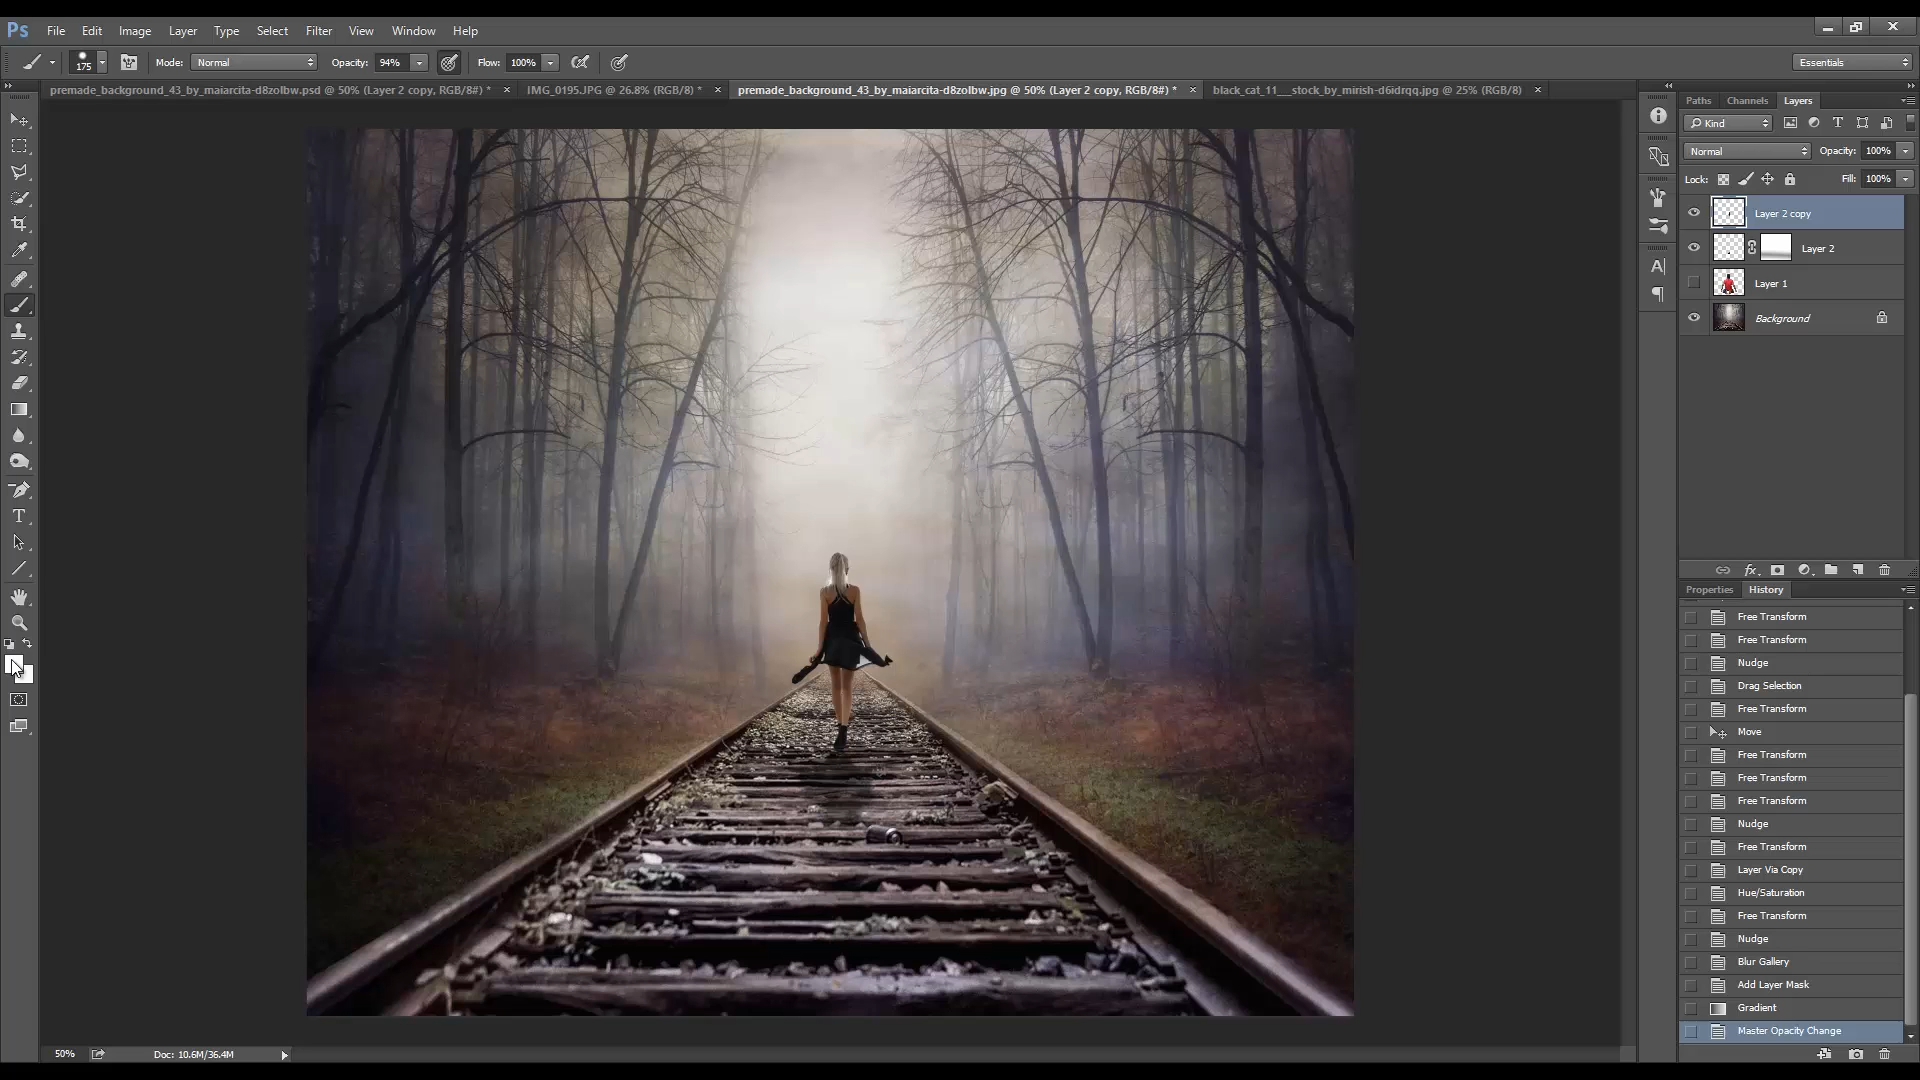 Ps File Edit Image Layer Type Select Filter View Window Help
175 Mode: Normal Opacity: 94% Flow: 100% Essentials
premade_background_43_by_maiarcita-d8zolbw.psd @ 50% (Layer 2 copy, RGB/8#) * × IMG_0195.JPG @ 26.8% (RGB/8) * × premade_background_43_by_maiarcita-d8zolbw.jpg @ 50% (Layer 2 copy, RGB/8#) * × black_cat_11__stock_by_mirish-d6idrqq.jpg @ 25% (RGB/8) ×
Paths Channels Layers
Kind
Normal Opacity: 100%
Lock: Fill: 100%
Layer 2 copy
Layer 2
Layer 1
Background
Properties History
Free Transform
Free Transform
Nudge
Drag Selection
Free Transform
Move
Free Transform
Free Transform
Free Transform
Nudge
Free Transform
Layer Via Copy
Hue/Saturation
Free Transform
Nudge
Blur Gallery
Add Layer Mask
Gradient
Master Opacity Change
50% Doc: 10.6M/36.4M